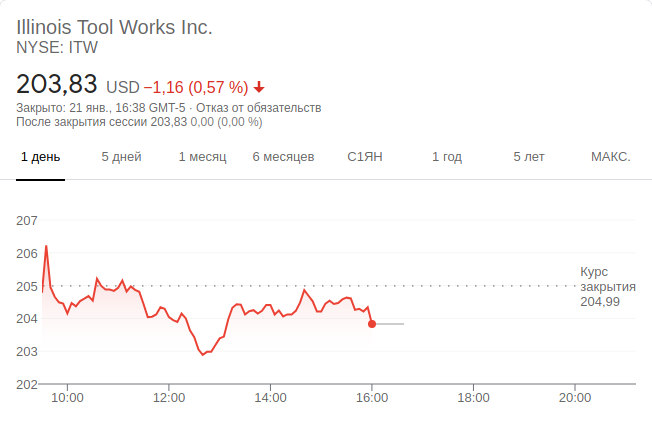 Illinois Tool Works Inc.
NYSE: ITW
203,83 USD −1,16 (0,57 %)
Закрыто: 21 янв., 16:38 GMT-5 · Отказ от обязательств
После закрытия сессии 203,83 0,00 (0,00 %)
1 день 5 дней 1 месяц 6 месяцев С1ЯН 1 год 5 лет МАКС.
207
206
205
204
203
202
Курс
закрытия
204,99
10:00 12:00 14:00 16:00 18:00 20:00